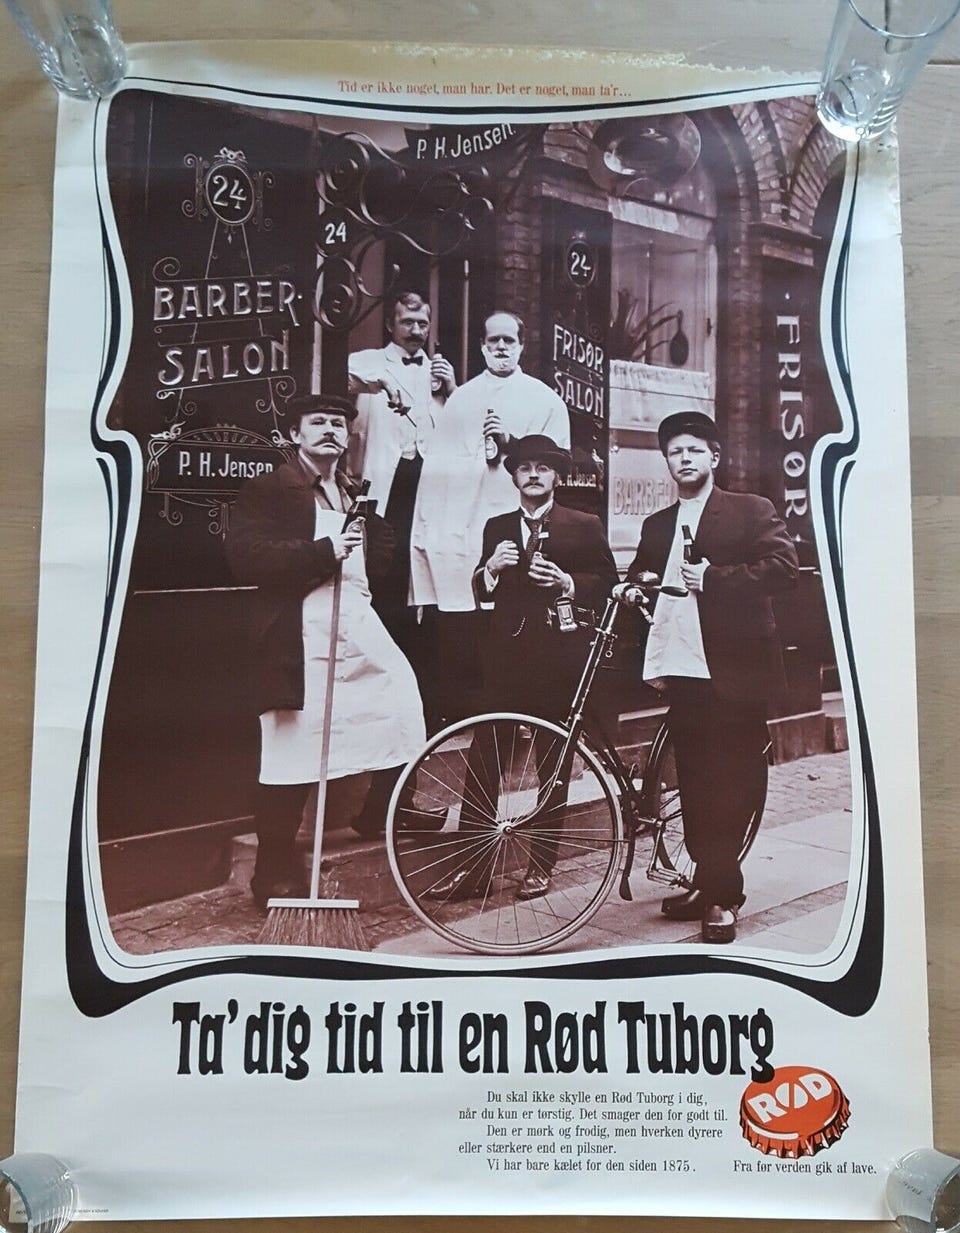 Tid er ikke noget, man har. Det er noget, man ta'r...
P. H. Jensen.
24
24
24
BARBER·
SALON
FRISØR
SALON
P. H. Jensen
H. Jensen
BARBE
·FRISØR·
Ta' dig tid til en Rød Tuborg
RØD
Du skal ikke skylle en Rød Tuborg i dig,
når du kun er tørstig. Det smager den for godt til.
Den er mørk og frodig, men hverken dyrere
eller stærkere end en pilsner.
Vi har bare kælet for den siden 1875.
Fra før verden gik af lave.